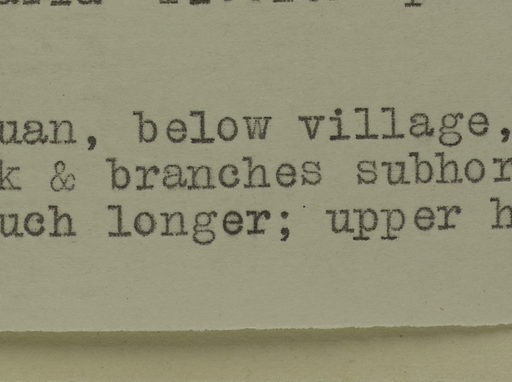 uan, below village,
k & branches subhor
uch longer; upper h